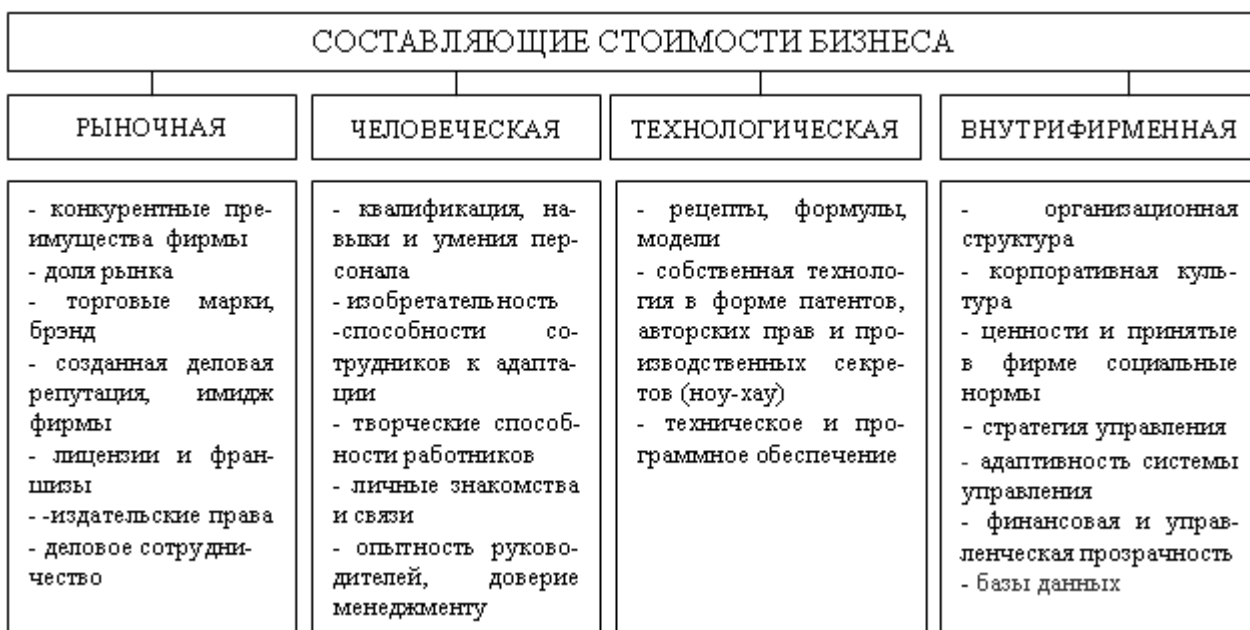 СОСТАВЛЯЮЩИЕ СТОИМОСТИ БИЗНЕСА
РЫНОЧНАЯ
- конкурентные пре-
имущества фирмы
- доля рынка
- торговые марки,
брэнд
- созданная деловая
репутация, имидж
фирмы
- лицензии и фран-
шизы
- -издательские права
- деловое сотрудни-
чество
ЧЕЛОВЕЧЕСКАЯ
- квалификация, на-
выки и умения пер-
сонала
- изобретательность
-способности со-
трудников к адапта-
ции
- творческие способ-
ности работников
- личные знакомства
и связи
- опытность руково-
дителей, доверие
менеджменту
ТЕХНОЛОГИЧЕСКАЯ
- рецепты, формулы,
модели
- собственная техноло-
гия в форме патентов,
авторских прав и про-
изводственных секре-
тов (ноу-хау)
- техническое и про-
граммное обеспечение
ВНУТРИФИРМЕННАЯ
- организационная
структура
- корпоративная куль-
тура
- ценности и принятые
в фирме социальные
нормы
- стратегия управления
- адаптивность системы
управления
- финансовая и управ-
ленческая прозрачность
- базы данных